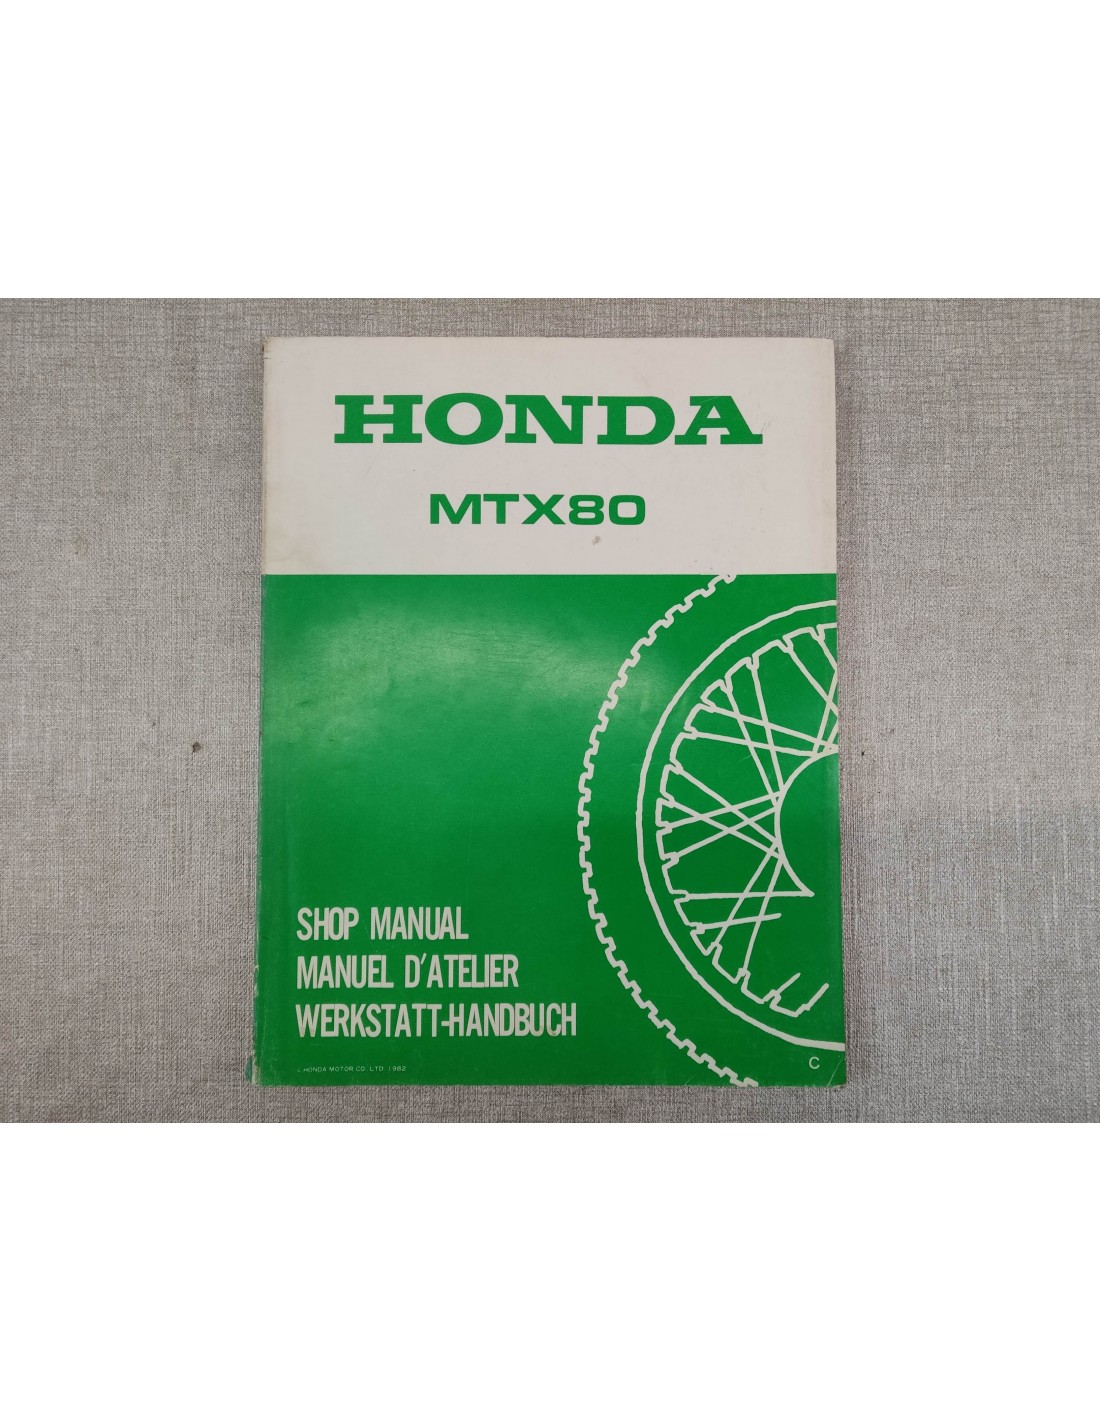 HONDA
MTX80
SHOP MANUAL
MANUEL D'ATELIER
WERKSTATT-HANDBUCH
HONDA MOTOR CO. LTD. 1982
C